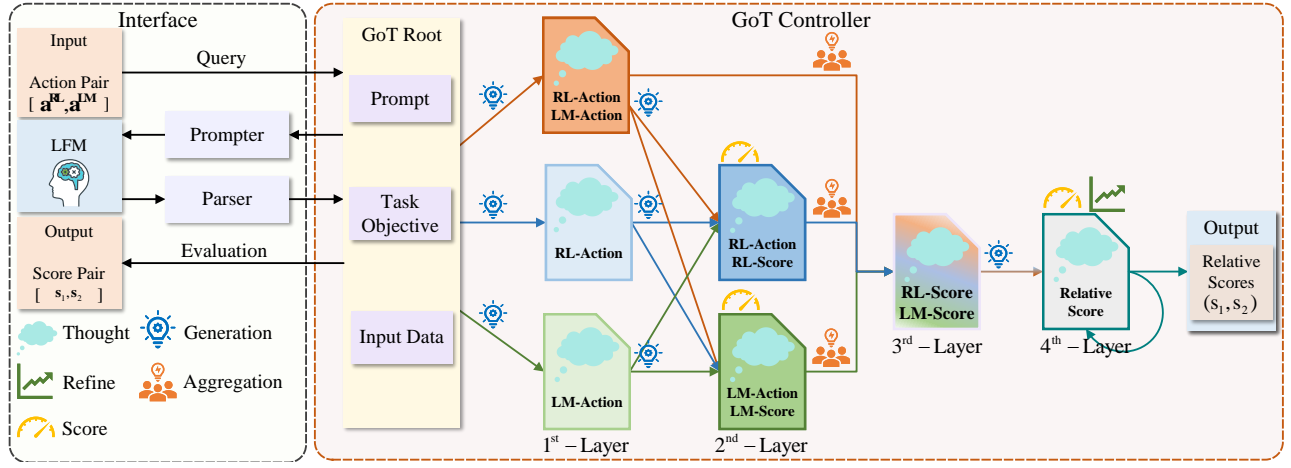 Interface
Input
Action Pair
[ a^RL, a^LM ]
LFM
Output
Score Pair
[ s₁, s₂ ]
Query
Prompter
Parser
Evaluation
Thought
Generation
Refine
Aggregation
Score
GoT Controller
GoT Root
Prompt
Task
Objective
Input Data
RL-Action
LM-Action
RL-Action
LM-Action
1st – Layer
RL-Action
RL-Score
LM-Action
LM-Score
2nd – Layer
RL-Score
LM-Score
3rd – Layer
Relative
Score
4th – Layer
Output
Relative
Scores
(s₁, s₂)